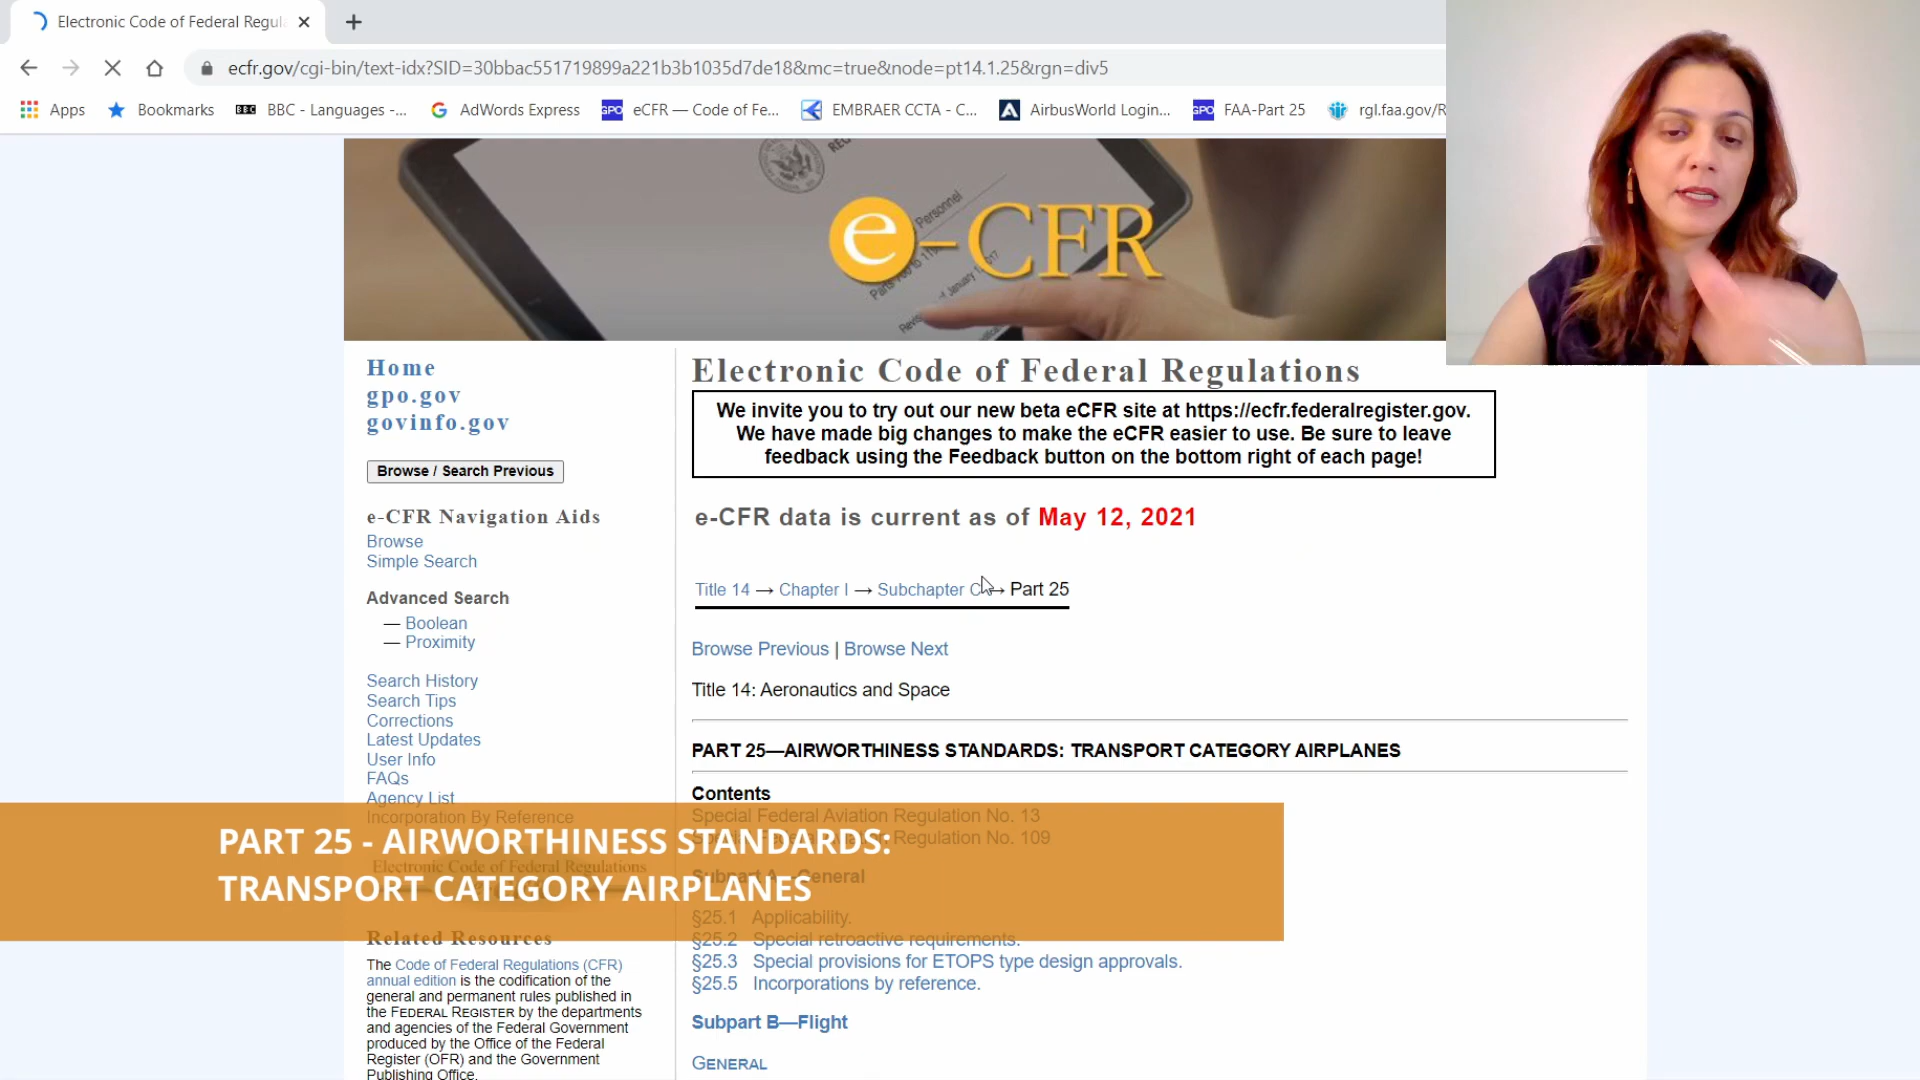 Electronic Code of Federal Regul
ecfr.gov/cgi-bin/text-idx?SID=30bbac551719899a221b3b1035d7de18&mc=true&node=pt14.1.25&rgn=div5
Apps
Bookmarks
BBC - Languages -...
AdWords Express
eCFR — Code of Fe...
EMBRAER CCTA - C...
AirbusWorld Login...
FAA-Part 25
rgl.faa.gov/R
e-CFR
Personnel
Home
gpo.gov
govinfo.gov
Browse / Search Previous
e-CFR Navigation Aids
Browse
Simple Search
Advanced Search
— Boolean
— Proximity
Search History
Search Tips
Corrections
Latest Updates
User Info
FAQs
Agency List
Incorporation By Reference
Electronic Code of Federal Regulations
Related Resources
The Code of Federal Regulations (CFR)
annual edition is the codification of the
general and permanent rules published in
the FEDERAL REGISTER by the departments
and agencies of the Federal Government
produced by the Office of the Federal
Register (OFR) and the Government
Publishing Office.
Electronic Code of Federal Regulations
We invite you to try out our new beta eCFR site at https://ecfr.federalregister.gov.
We have made big changes to make the eCFR easier to use. Be sure to leave
feedback using the Feedback button on the bottom right of each page!
e-CFR data is current as of May 12, 2021
Title 14 → Chapter I → Subchapter C → Part 25
Browse Previous | Browse Next
Title 14: Aeronautics and Space
PART 25—AIRWORTHINESS STANDARDS: TRANSPORT CATEGORY AIRPLANES
Contents
Special Federal Aviation Regulation No. 13
Special Federal Aviation Regulation No. 109
Subpart A—General
§25.1 Applicability.
§25.2 Special retroactive requirements.
§25.3 Special provisions for ETOPS type design approvals.
§25.5 Incorporations by reference.
Subpart B—Flight
GENERAL
PART 25 - AIRWORTHINESS STANDARDS:
TRANSPORT CATEGORY AIRPLANES